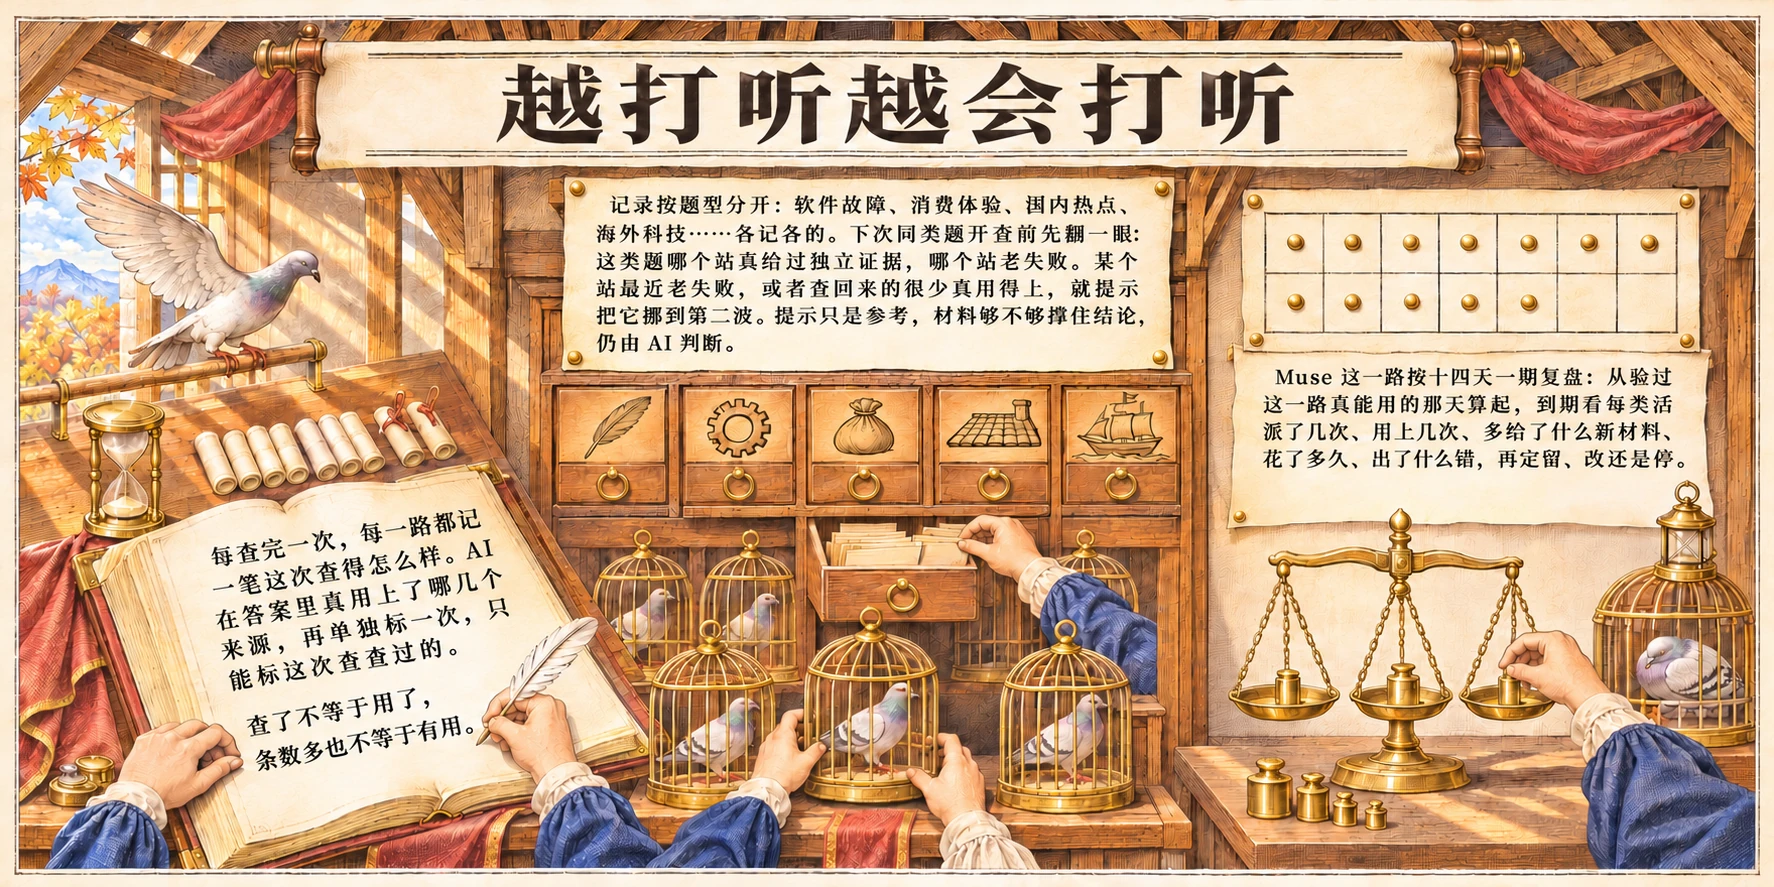 越打听越会打听
每查完一次，每一路都记
一笔这次查得怎么样。AI
在答案里真用上了哪几个
来源，再单独标一次，只
能标这次查查过的。
查了不等于用了，
条数多也不等于有用。
记录按题型分开：软件故障、消费体验、国内热点、
海外科技……各记各的。下次同类题开查前先翻一眼：
这类题哪个站真给过独立证据，哪个站老失败。某个
站最近老失败，或者查回来的很少真用得上，就提示
把它挪到第二波。提示只是参考，材料够不够撑住结论，
仍由 AI 判断。
Muse 这一路按十四天一期复盘：从验过
这一路真能用的那天算起，到期看每类活
派了几次、用上几次、多给了什么新材料、
花了多久、出了什么错，再定留、改还是停。